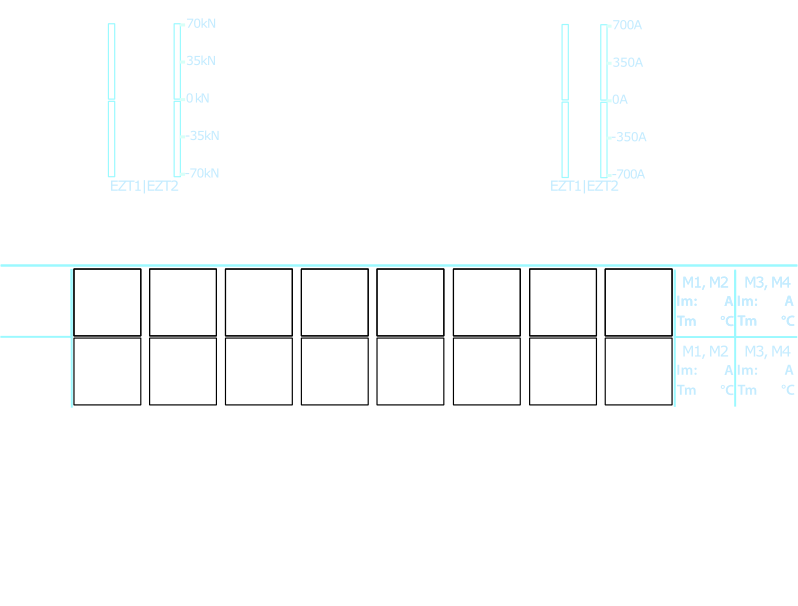 70kN
35kN
0 kN
-35kN
-70kN
EZT1|EZT2
700A
350A
0A
-350A
-700A
EZT1|EZT2
M1, M2 M3, M4
Im: A Im: A
Tm °C Tm °C
M1, M2 M3, M4
Im: A Im: A
Tm °C Tm °C